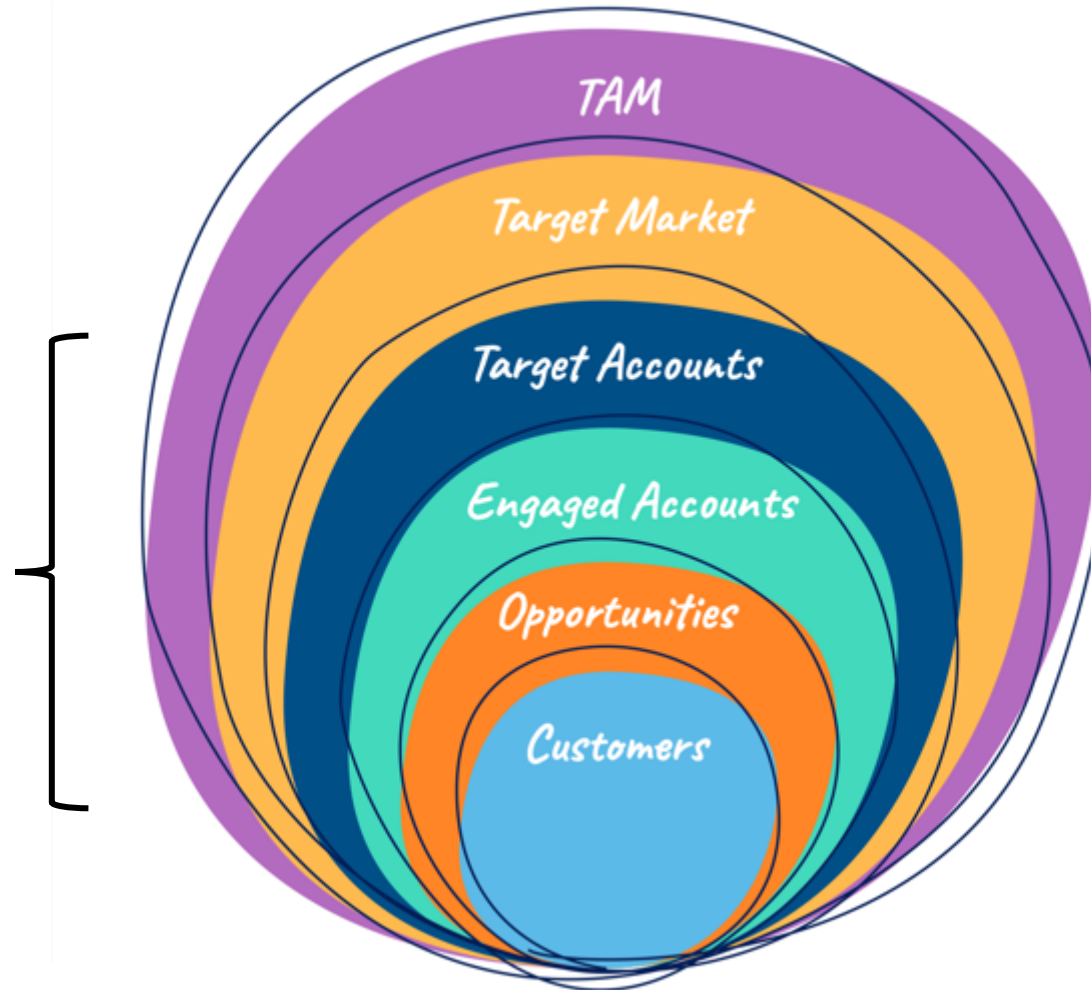 TAM
Target Market
Target Accounts
Engaged Accounts
Opportunities
Customers